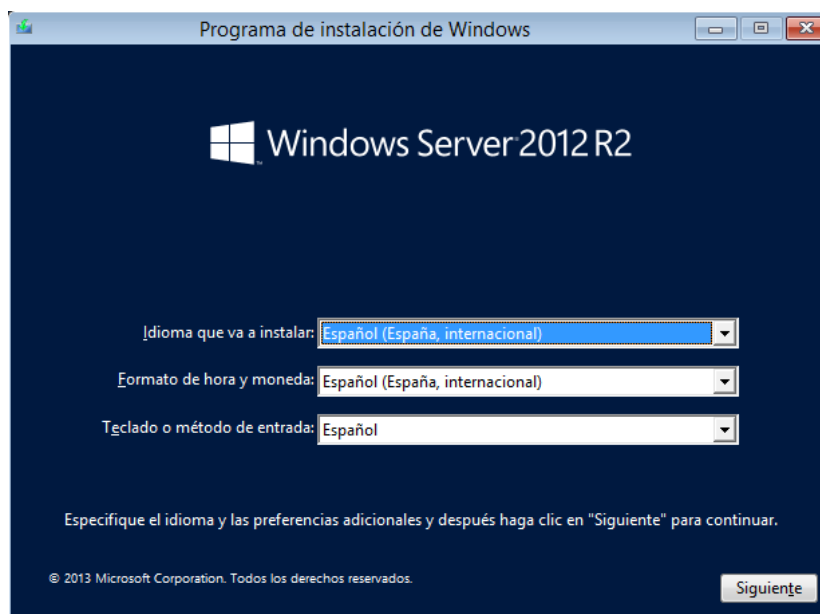 Programa de instalación de Windows
Windows Server 2012 R2
Idioma que va a instalar: Español (España, internacional)
Formato de hora y moneda: Español (España, internacional)
Teclado o método de entrada: Español
Especifique el idioma y las preferencias adicionales y después haga clic en "Siguiente" para continuar.
© 2013 Microsoft Corporation. Todos los derechos reservados.
Siguiente